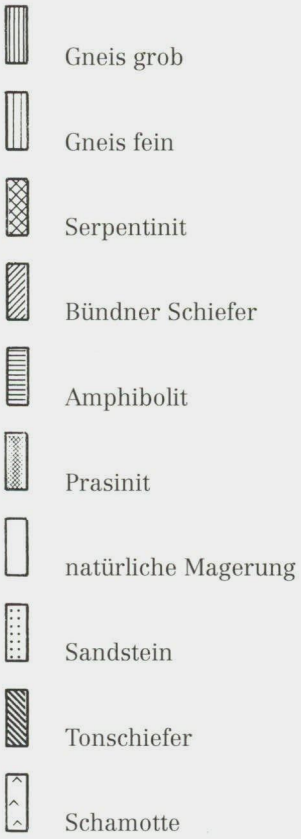 Gneis grob
Gneis fein
Serpentinit
Bündner Schiefer
Amphibolit
Prasinit
natürliche Magerung
Sandstein
Tonschiefer
Schamotte